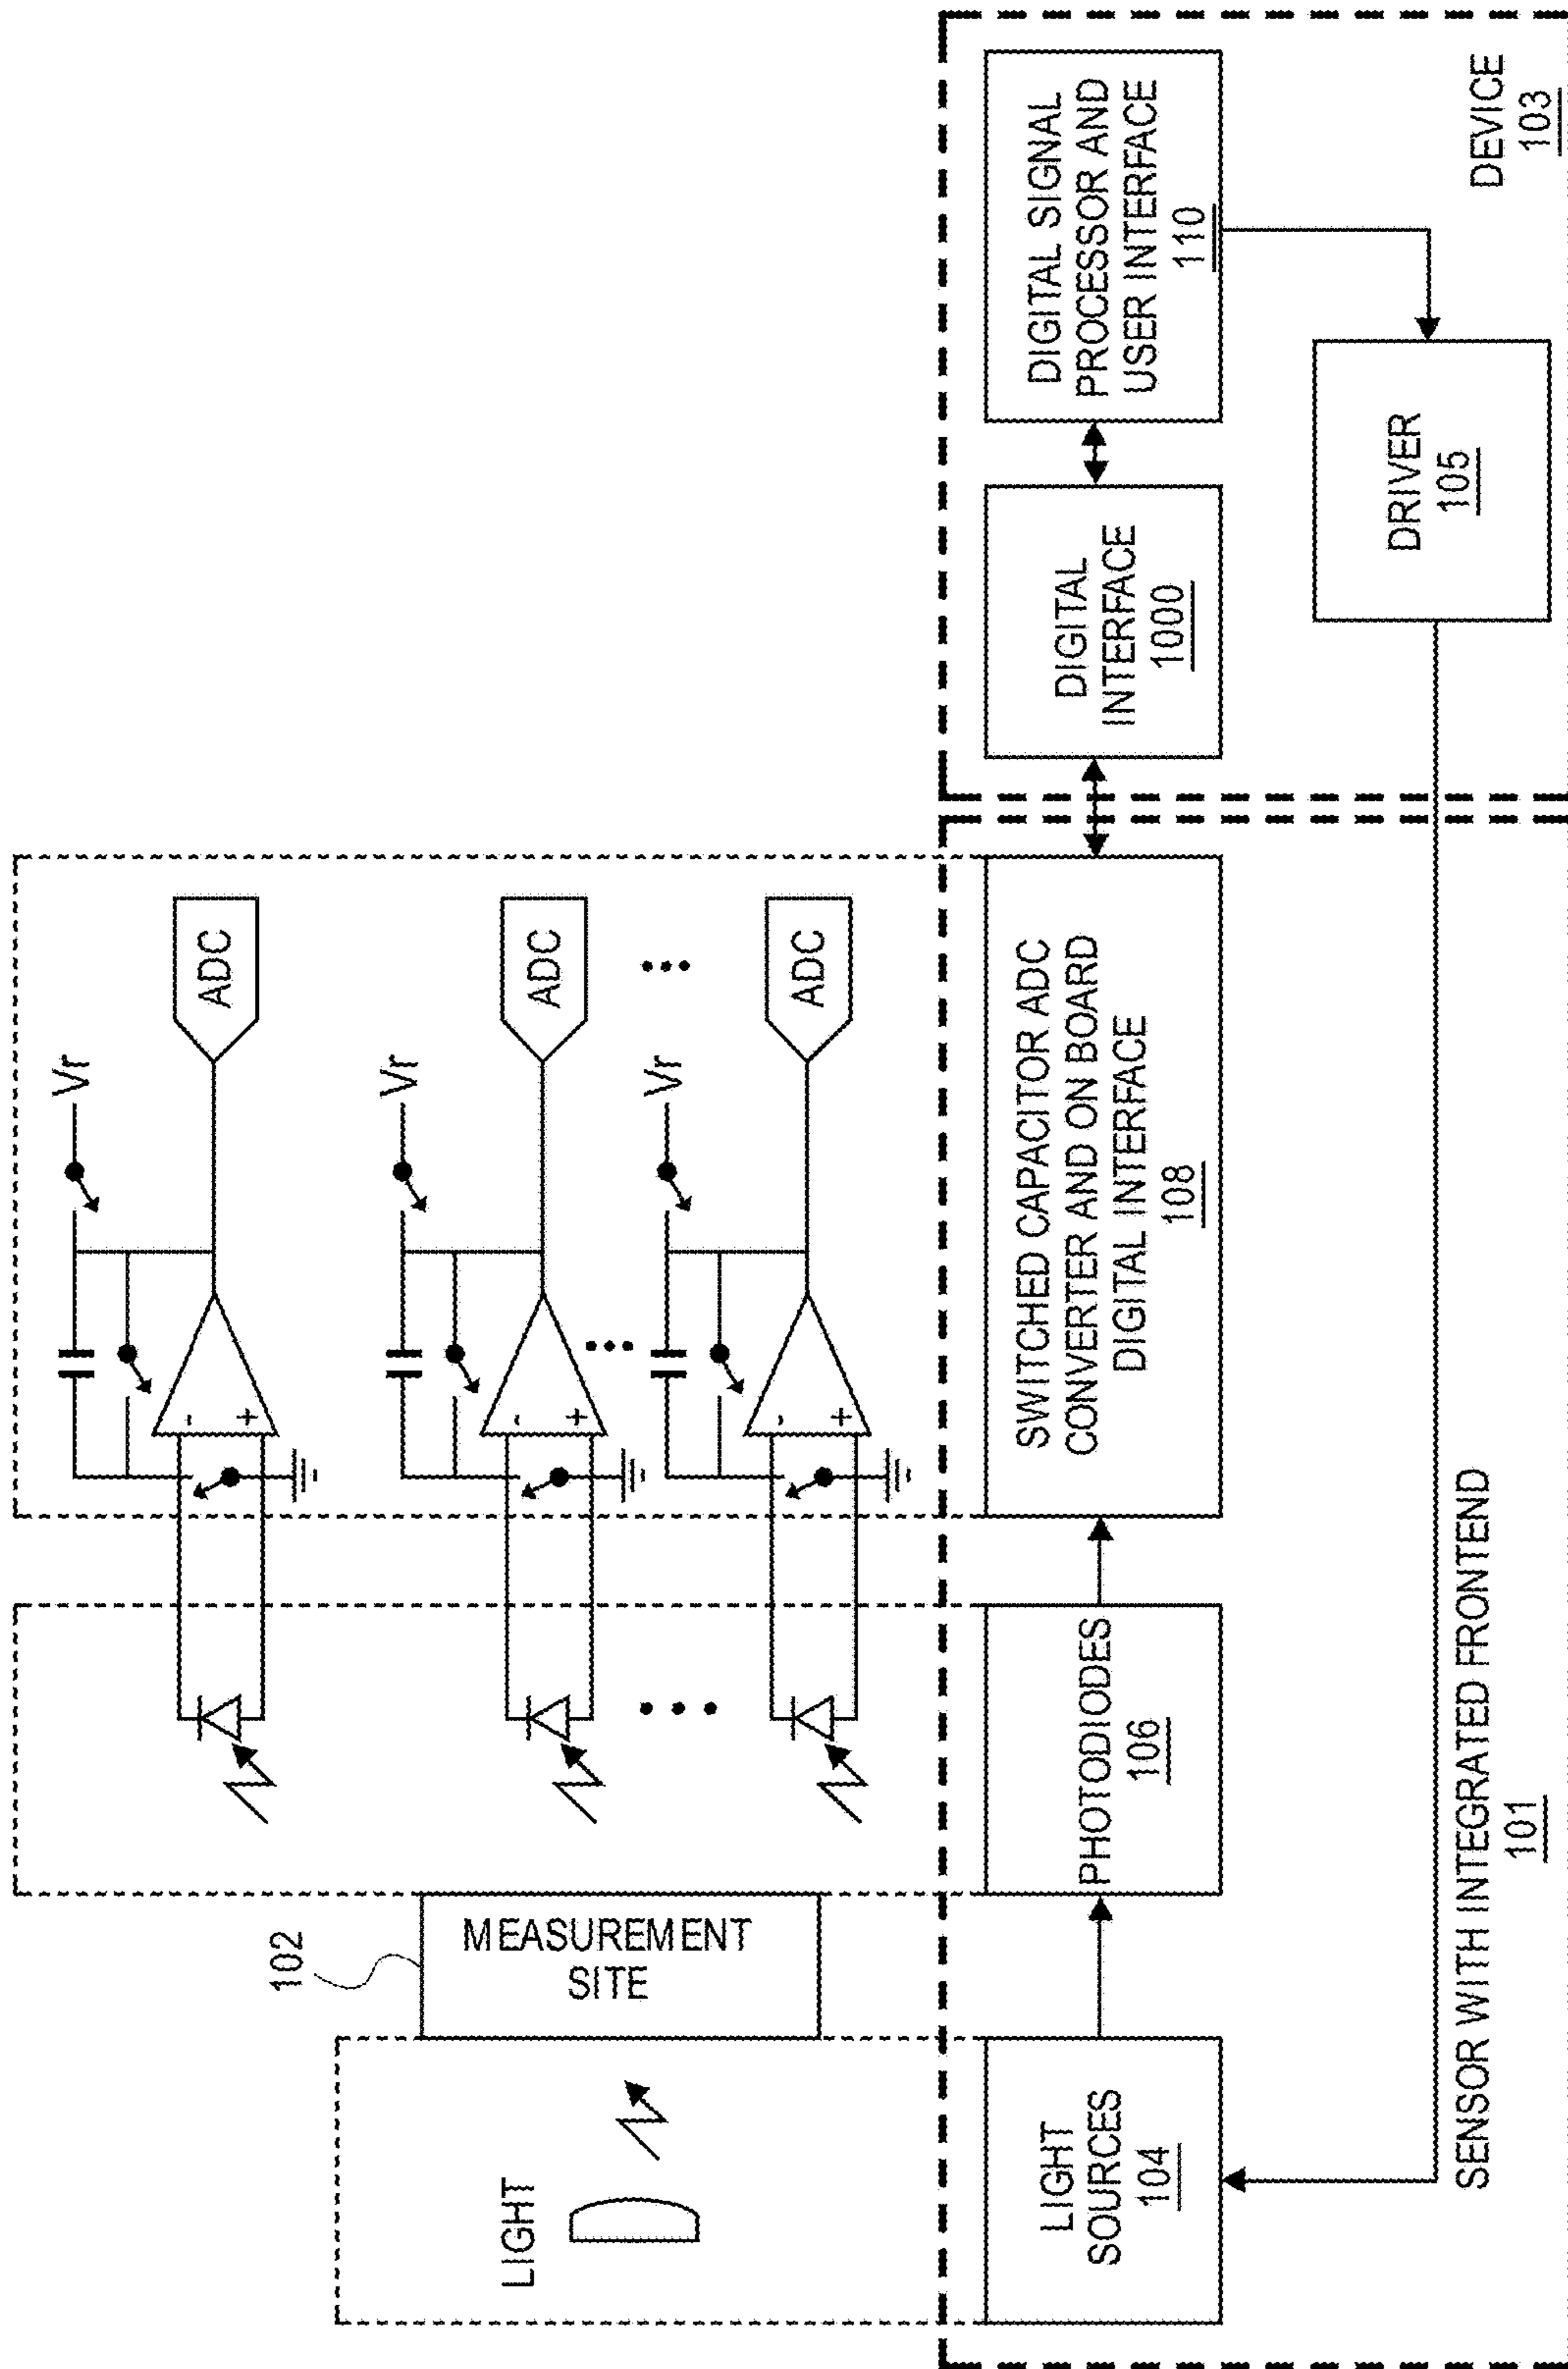 LIGHT
102
MEASUREMENT
SITE
- +
- +
- +
Vr
Vr
Vr
ADC
ADC
ADC
LIGHT
SOURCES
104
PHOTODIODES
106
SWITCHED CAPACITOR ADC
CONVERTER AND ON BOARD
DIGITAL INTERFACE
108
DIGITAL
INTERFACE
1000
DIGITAL SIGNAL
PROCESSOR AND
USER INTERFACE
110
DRIVER
105
SENSOR WITH INTEGRATED FRONTEND
101
DEVICE
103